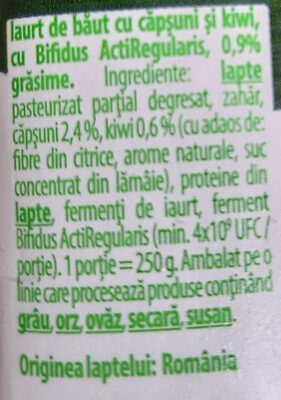 Iaurt de băut cu căpșuni și kiwi,
cu Bifidus ActiRegularis, 0,9%
grăsime. Ingrediente: lapte
pasteurizat parțial degresat, zahăr,
căpșuni 2,4%, kiwi 0,6% (cu adaos de:
fibre din citrice, arome naturale, suc
concentrat din lămâie), proteine din
lapte, fermenți de iaurt, ferment
Bifidus ActiRegularis (min. 4x10⁹ UFC/
porție). 1 porție = 250 g. Ambalat pe o
linie care procesează produse conținând
grâu, orz, ovăz, secară, susan.
Originea laptelui: România